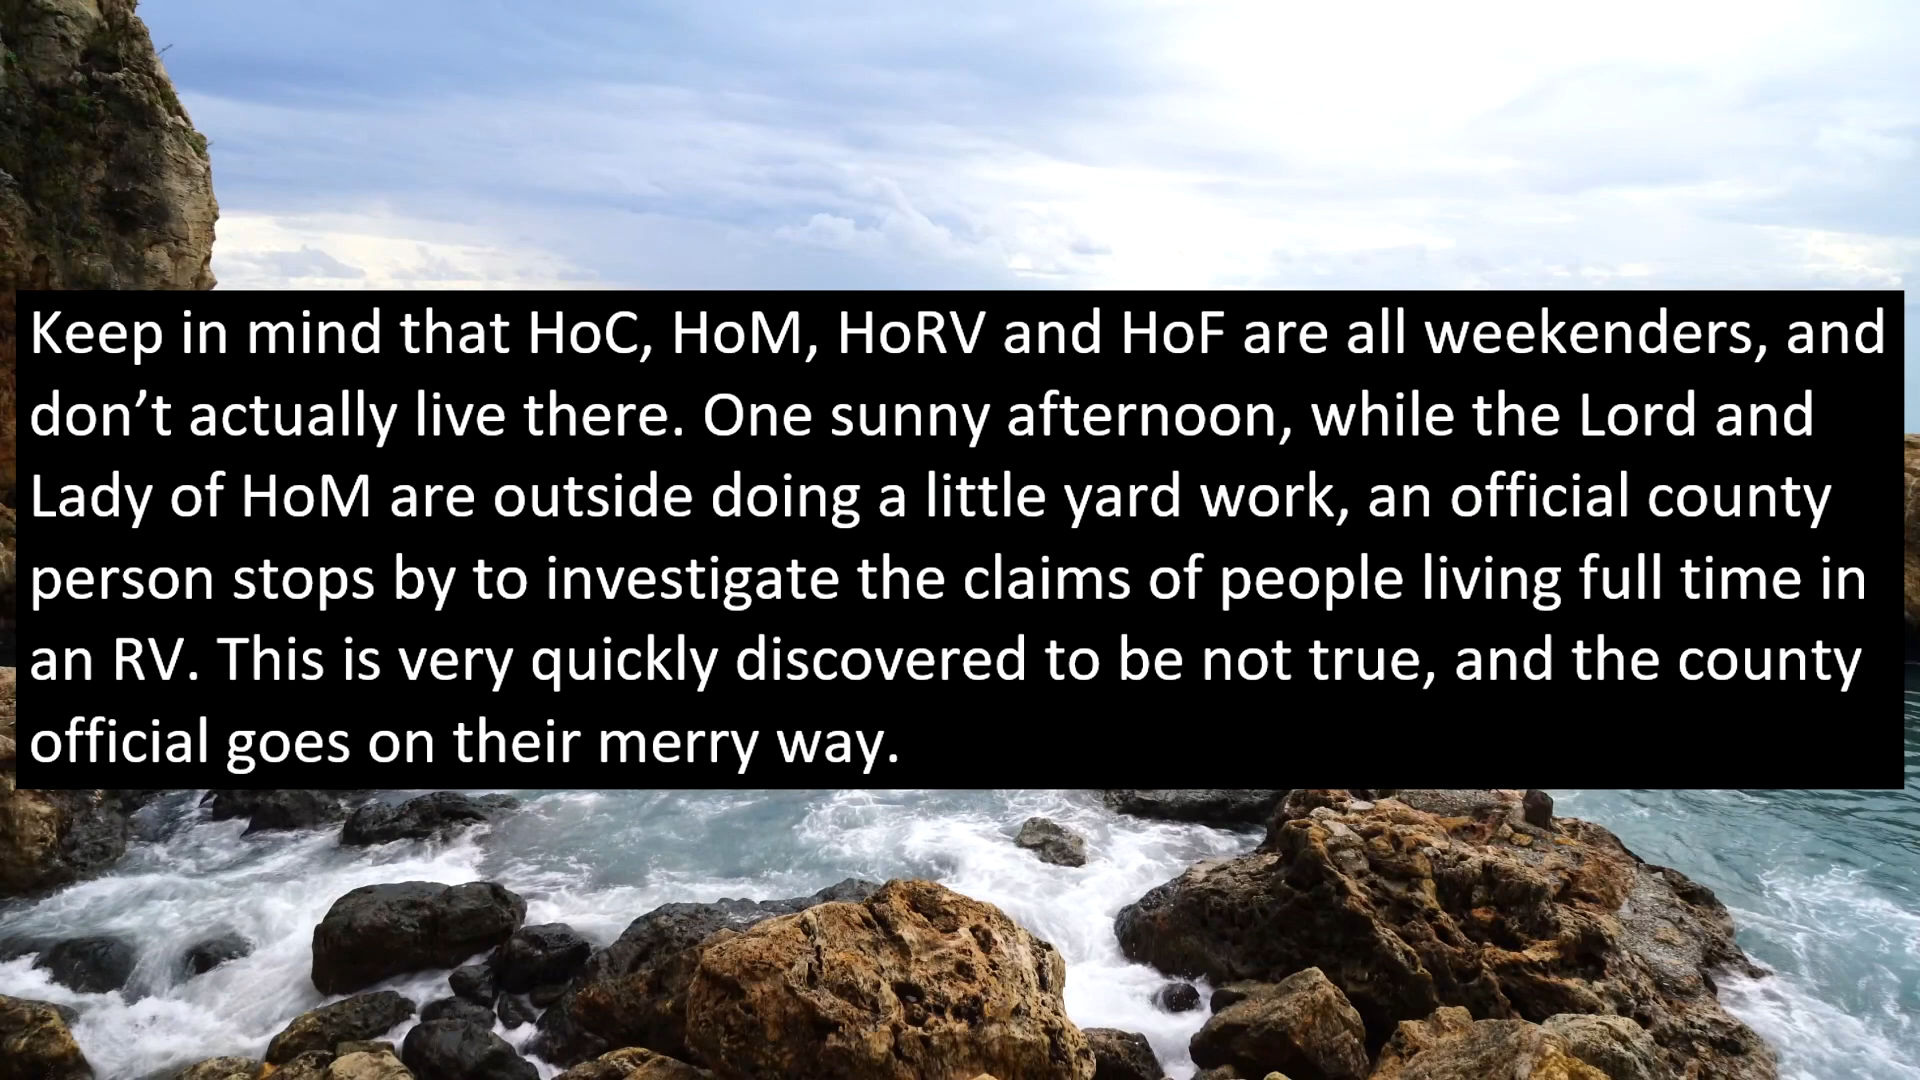 Keep in mind that HoC, HoM, HoRV and HoF are all weekenders, and
don’t actually live there. One sunny afternoon, while the Lord and
Lady of HoM are outside doing a little yard work, an official county
person stops by to investigate the claims of people living full time in
an RV. This is very quickly discovered to be not true, and the county
official goes on their merry way.